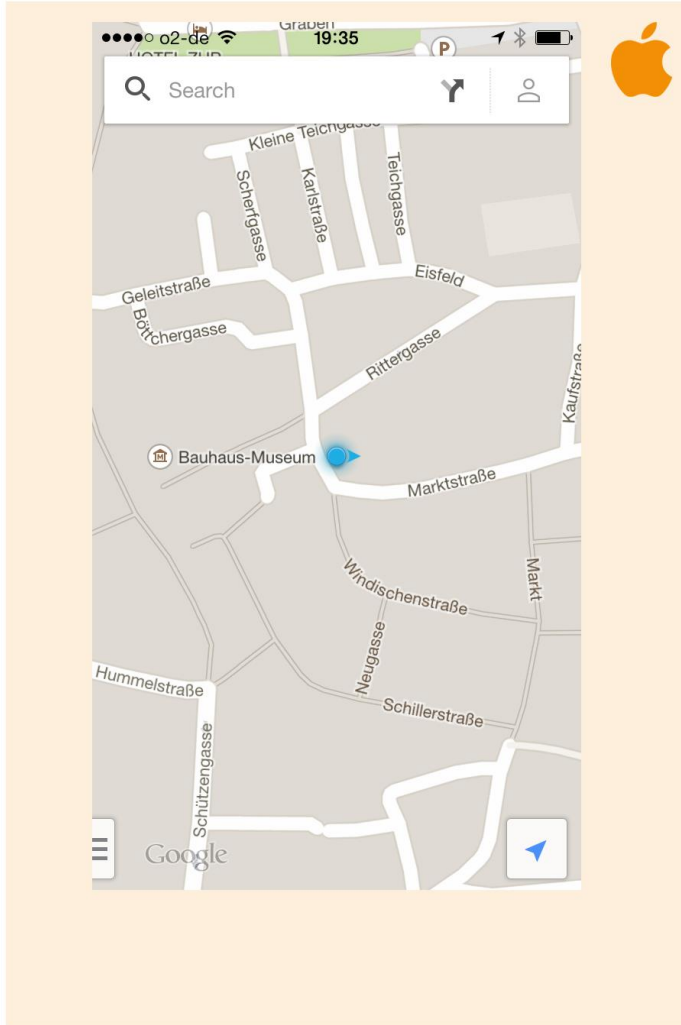 Graben
o2-de 19:35
P
HOTEL ZUR
Search
Kleine Teichgasse
Scherfgasse
Karlstraße
Teichgasse
Eisfeld
Geleitstraße
Böttchergasse
Rittergasse
Kaufstraße
M
Bauhaus-Museum
Marktstraße
Windischenstraße
Markt
Neugasse
Hummelstraße
Schillerstraße
Schützengasse
Google